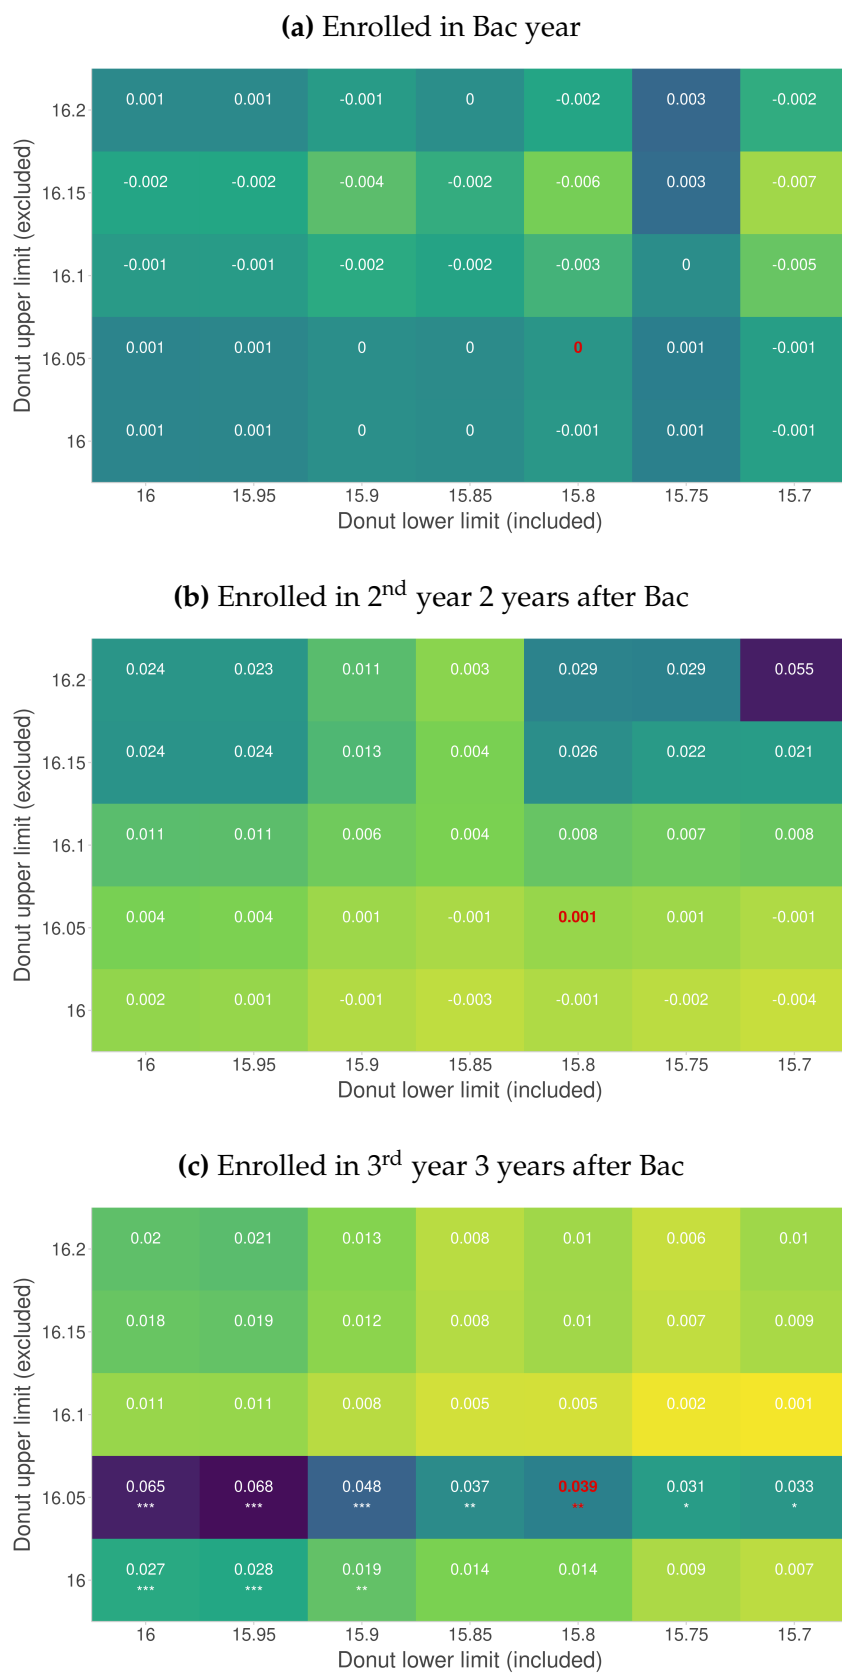 (a) Enrolled in Bac year
Donut upper limit (excluded)
16.2 0.001 0.001 -0.001 0 -0.002 0.003 -0.002
16.15 -0.002 -0.002 -0.004 -0.002 -0.006 0.003 -0.007
16.1 -0.001 -0.001 -0.002 -0.002 -0.003 0 -0.005
16.05 0.001 0.001 0 0 0 0.001 -0.001
16 0.001 0.001 0 0 -0.001 0.001 -0.001
16 15.95 15.9 15.85 15.8 15.75 15.7
Donut lower limit (included)
(b) Enrolled in 2nd year 2 years after Bac
Donut upper limit (excluded)
16.2 0.024 0.023 0.011 0.003 0.029 0.029 0.055
16.15 0.024 0.024 0.013 0.004 0.026 0.022 0.021
16.1 0.011 0.011 0.006 0.004 0.008 0.007 0.008
16.05 0.004 0.004 0.001 -0.001 0.001 0.001 -0.001
16 0.002 0.001 -0.001 -0.003 -0.001 -0.002 -0.004
16 15.95 15.9 15.85 15.8 15.75 15.7
Donut lower limit (included)
(c) Enrolled in 3rd year 3 years after Bac
Donut upper limit (excluded)
16.2 0.02 0.021 0.013 0.008 0.01 0.006 0.01
16.15 0.018 0.019 0.012 0.008 0.01 0.007 0.009
16.1 0.011 0.011 0.008 0.005 0.005 0.002 0.001
16.05 0.065 0.068 0.048 0.037 0.039 0.031 0.033
*** *** *** ** ** * *
16 0.027 0.028 0.019 0.014 0.014 0.009 0.007
*** *** **
16 15.95 15.9 15.85 15.8 15.75 15.7
Donut lower limit (included)